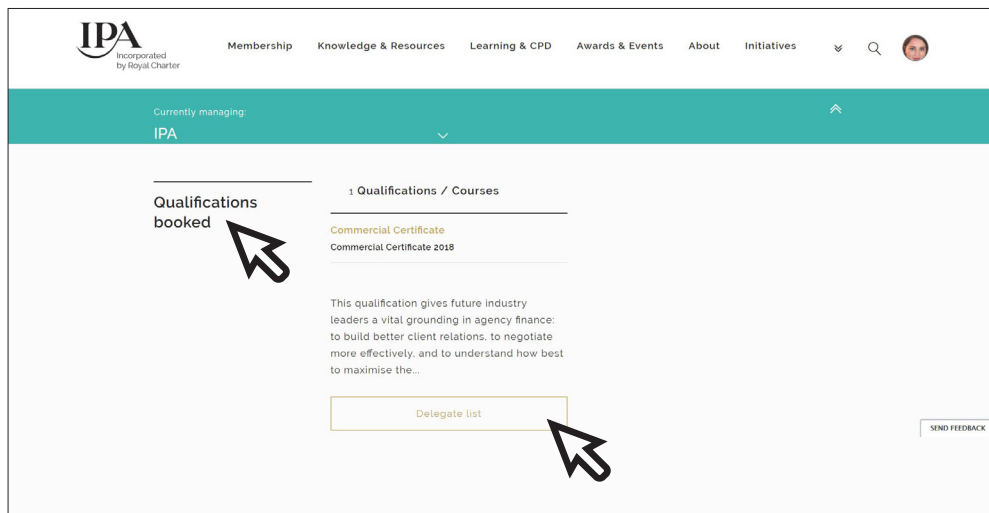 IPA
Incorporated
by Royal Charter
Membership Knowledge & Resources Learning & CPD Awards & Events About Initiatives
Currently managing:
IPA
Qualifications
booked
1 Qualifications / Courses
Commercial Certificate
Commercial Certificate 2018
This qualification gives future industry
leaders a vital grounding in agency finance:
to build better client relations, to negotiate
more effectively, and to understand how best
to maximise the...
Delegate list
SEND FEEDBACK